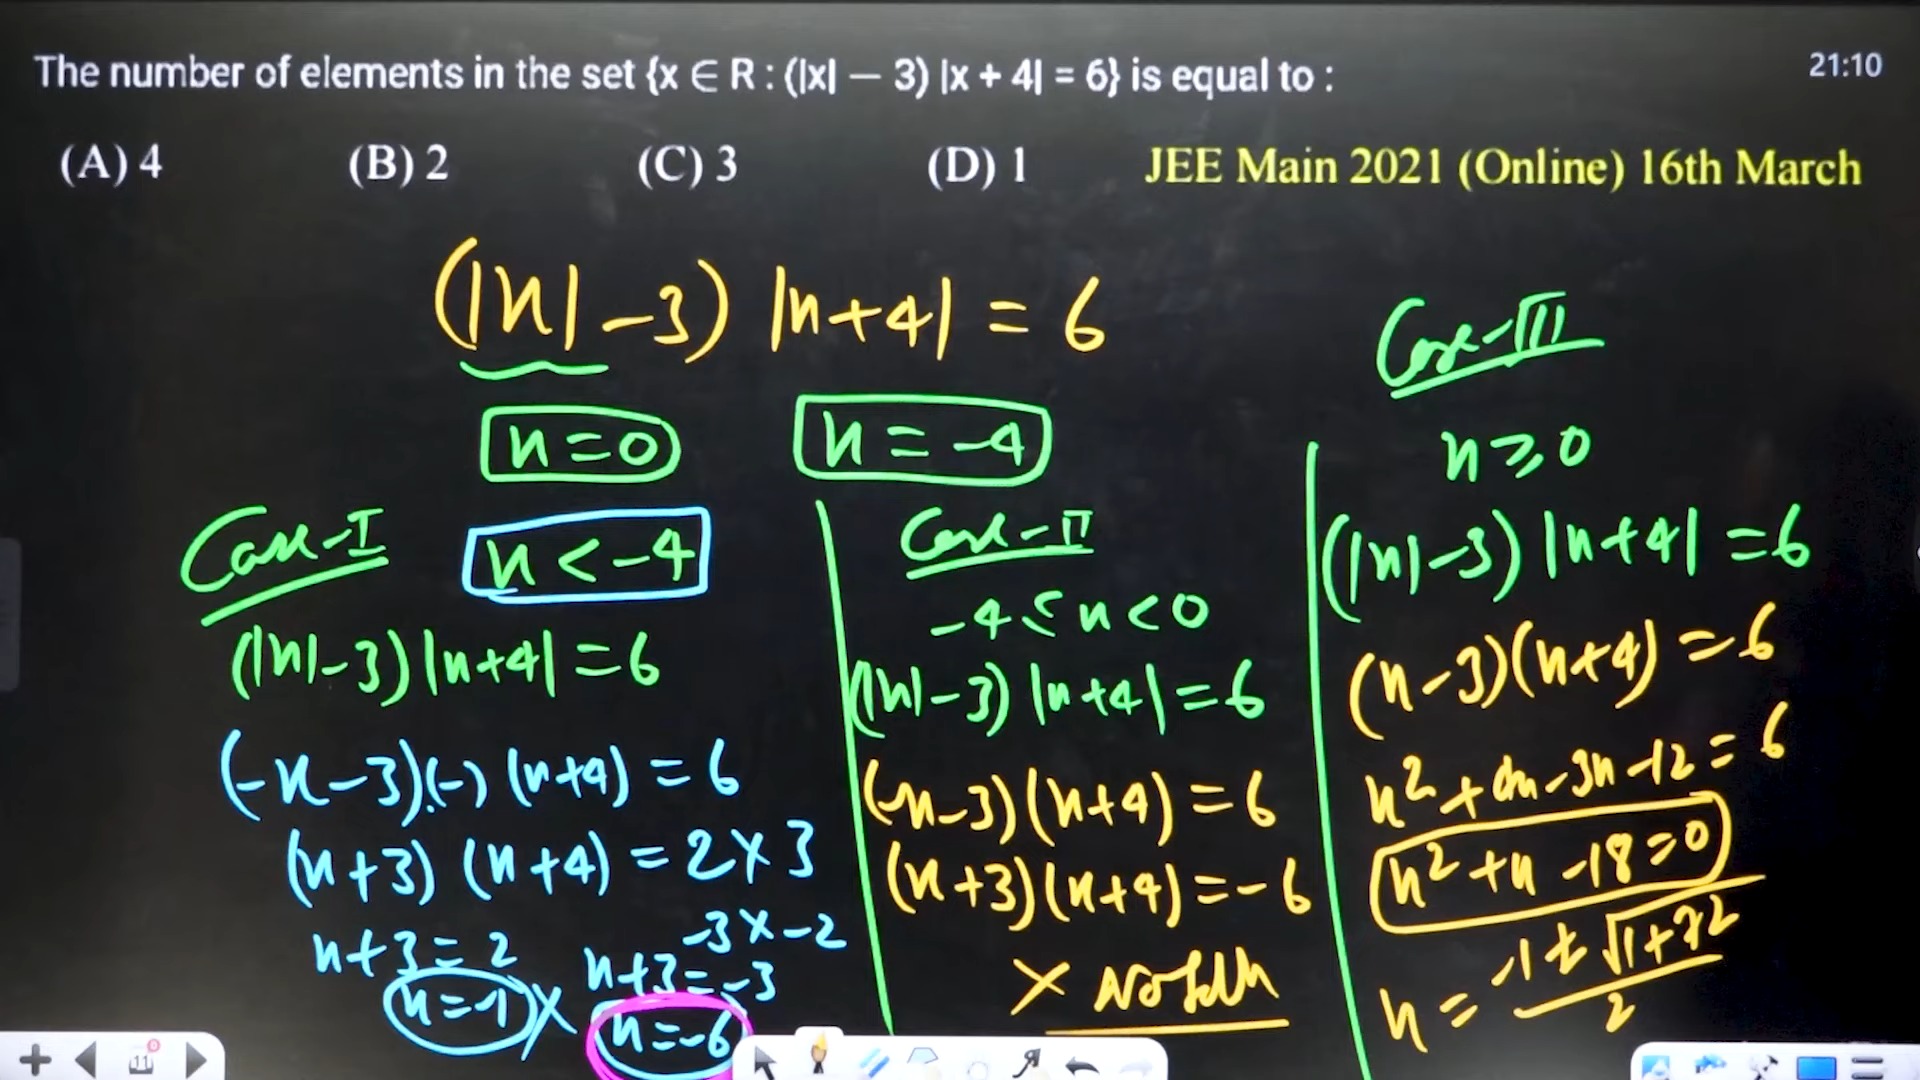 The number of elements in the set {x ∈ R : (|x| – 3) |x + 4| = 6} is equal to :
21:10
(A) 4 (B) 2 (C) 3 (D) 1 JEE Main 2021 (Online) 16th March
(|x| -3) |x+4| = 6
x=0
x = -4
Case-I x < -4
(|x|-3) |x+4| = 6
(-x-3)(-) (x+4) = 6
(x+3) (x+4) = 2×3
-3×-2
x+3 = 2 x+3 = -3
x=-1 × x=-6
Case-II
-4 ≤ x < 0
(|x|-3) |x+4| = 6
(-x-3)(x+4) = 6
(x+3)(x+4) = -6
× No Soln
Case-III
x ≥ 0
(|x|-3) |x+4| = 6
(x-3)(x+4) = 6
x²+4x-3x-12 = 6
x²+x-18=0
x = -1 ± √1+72 / 2
11